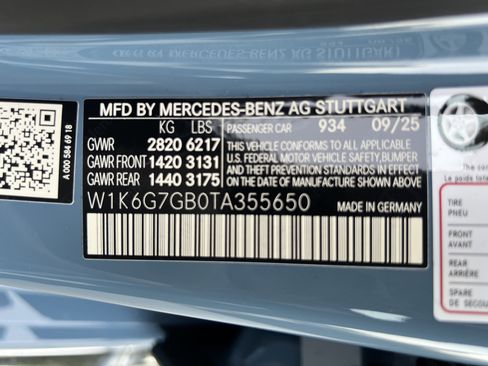 MFD BY MERCEDES-BENZ AG STUTTGART
KG LBS PASSENGER CAR 934 09/25
GWR 2820 6217
GAWR FRONT 1420 3131
GAWR REAR 1440 3175
THIS VEHICLE CONFORMS TO ALL APPLICABLE
U.S. FEDERAL MOTOR VEHICLE SAFETY, BUMPER
AND THEFT PREVENTION STANDARDS IN EFFECT
ON THE DATE OF MANUFACTURE SHOWN ABOVE.
W1K6G7GB0TA355650 MADE IN GERMANY
A 000 584 69 18
TIRE
PNEU
FRONT
AVANT
REAR
ARRIÈRE
SPARE
DE SECOU